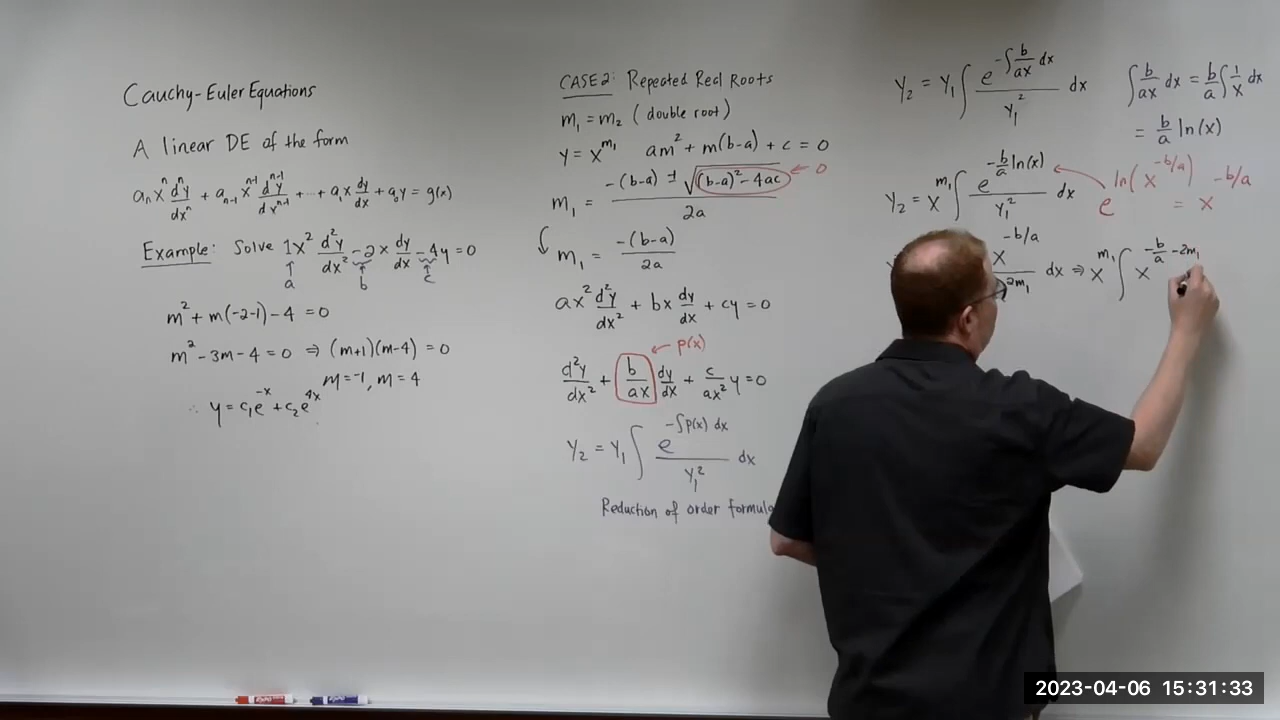 Cauchy-Euler Equations
A linear DE of the form
aₙxⁿ dⁿy/dxⁿ + aₙ₋₁xⁿ⁻¹ dⁿ⁻¹y/dxⁿ⁻¹ + ⋯ + a₁x dy/dx + a₀y = g(x)
Example: Solve 1x² d²y/dx² - 2x dy/dx - 4y = 0
a b c
m² + m(-2-1) - 4 = 0
m² - 3m - 4 = 0 ⇒ (m+1)(m-4) = 0
m = -1, m = 4
∴ y = c₁e^-x + c₂e^4x
CASE 2: Repeated Real Roots
m₁ = m₂ (double root)
y = x^m₁ am² + m(b-a) + c = 0
m₁ = (-(b-a) ± √((b-a)² - 4ac))/2a ← 0
m₁ = -(b-a)/2a
ax² d²y/dx² + bx dy/dx + cy = 0
← p(x)
d²y/dx² + b/ax dy/dx + c/ax² y = 0
y₂ = y₁ ∫ e^(-∫p(x) dx)/y₁² dx
Reduction of order formula
y₂ = y₁ ∫ e^(-∫ b/ax dx)/y₁² dx
∫ b/ax dx = b/a ∫ 1/x dx
= b/a ln(x)
y₂ = x^m₁ ∫ e^(-b/a ln(x))/y₁² dx
e^ln(x^-b/a) = x^-b/a
x^-b/a / 2m₁ dx ⇒ x^m₁ ∫ x^(-b/a - 2m₁)
2023-04-06 15:31:33